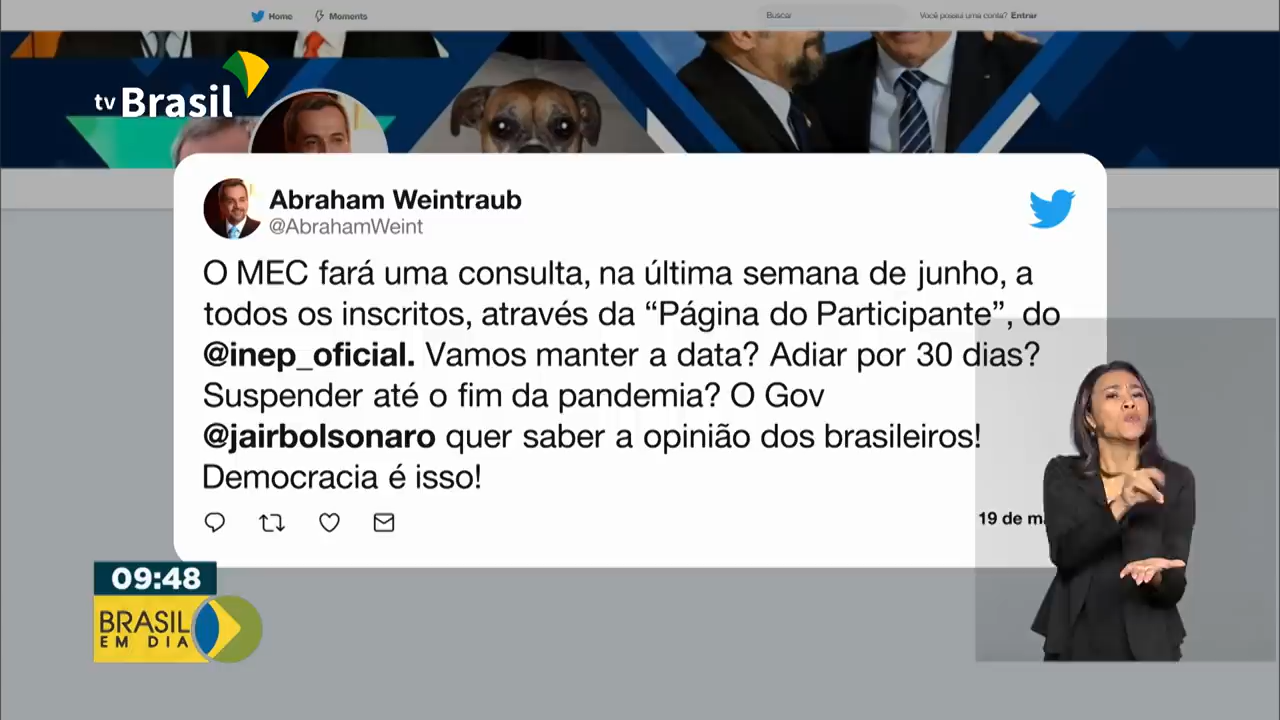 Home
Moments
Buscar
Você possui uma conta? Entrar
tv Brasil
Abraham Weintraub
@AbrahamWeint
O MEC fará uma consulta, na última semana de junho, a
todos os inscritos, através da “Página do Participante”, do
@inep_oficial. Vamos manter a data? Adiar por 30 dias?
Suspender até o fim da pandemia? O Gov
@jairbolsonaro quer saber a opinião dos brasileiros!
Democracia é isso!
19 de m
09:48
BRASIL
EM DIA